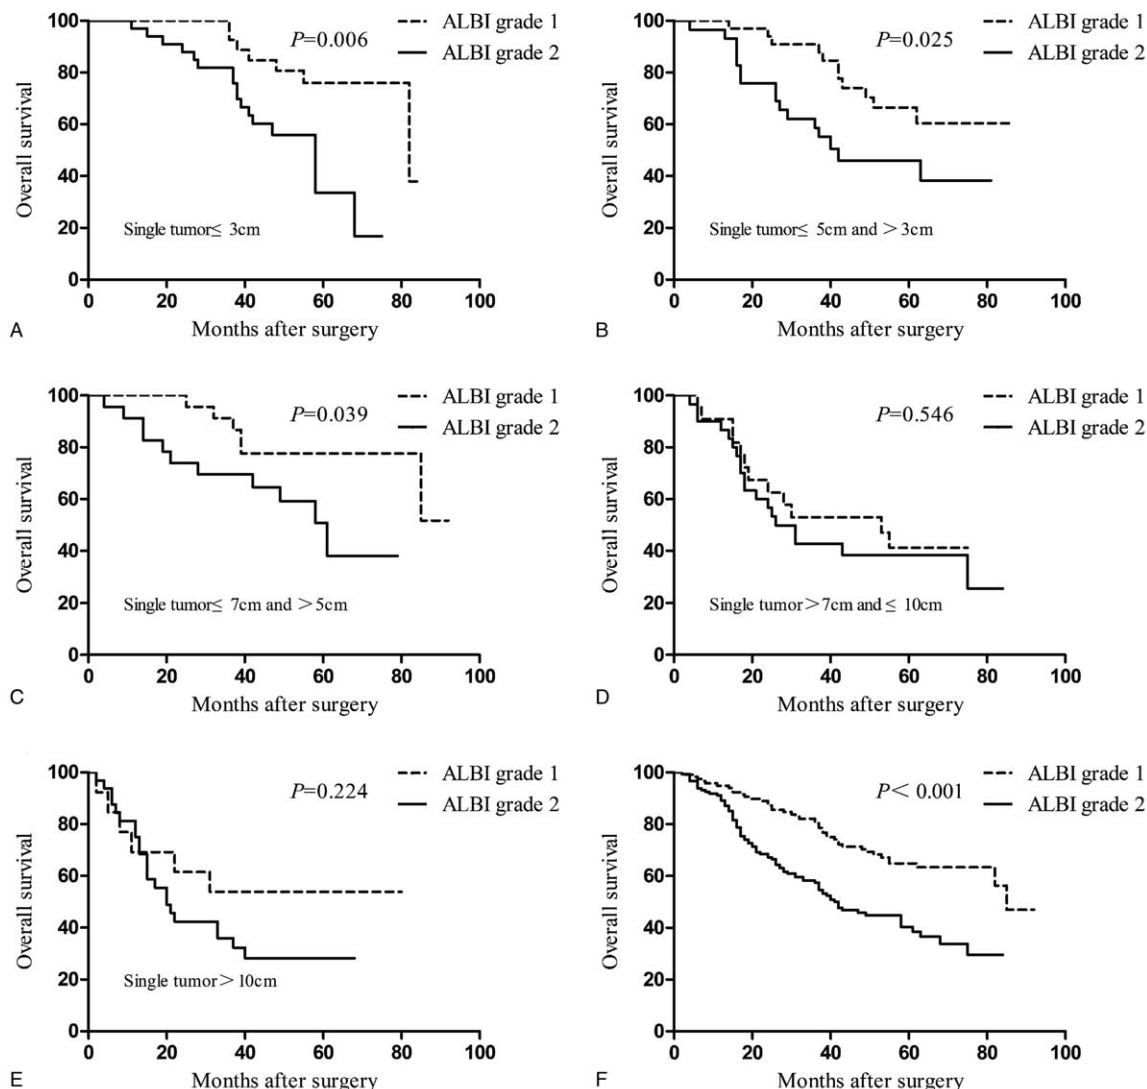 100
80
60
40
20
0
Overall survival
ALBI grade 1
P=0.006
ALBI grade 2
Single tumor≤ 3cm
0 20 40 60 80 100
Months after surgery
A
100
80
60
40
20
0
Overall survival
ALBI grade 1
P=0.025
ALBI grade 2
Single tumor≤ 5cm and > 3cm
0 20 40 60 80 100
Months after surgery
B
100
80
60
40
20
0
Overall survival
ALBI grade 1
P=0.039
ALBI grade 2
Single tumor≤ 7cm and >5cm
0 20 40 60 80 100
Months after surgery
C
100
80
60
40
20
0
Overall survival
ALBI grade 1
P=0.546
ALBI grade 2
Single tumor>7cm and≤ 10cm
0 20 40 60 80 100
Months after surgery
D
100
80
60
40
20
0
Overall survival
ALBI grade 1
P=0.224
ALBI grade 2
Single tumor> 10cm
0 20 40 60 80 100
Months after surgery
E
100
80
60
40
20
0
Overall survival
ALBI grade 1
P< 0.001
ALBI grade 2
0 20 40 60 80 100
Months after surgery
F